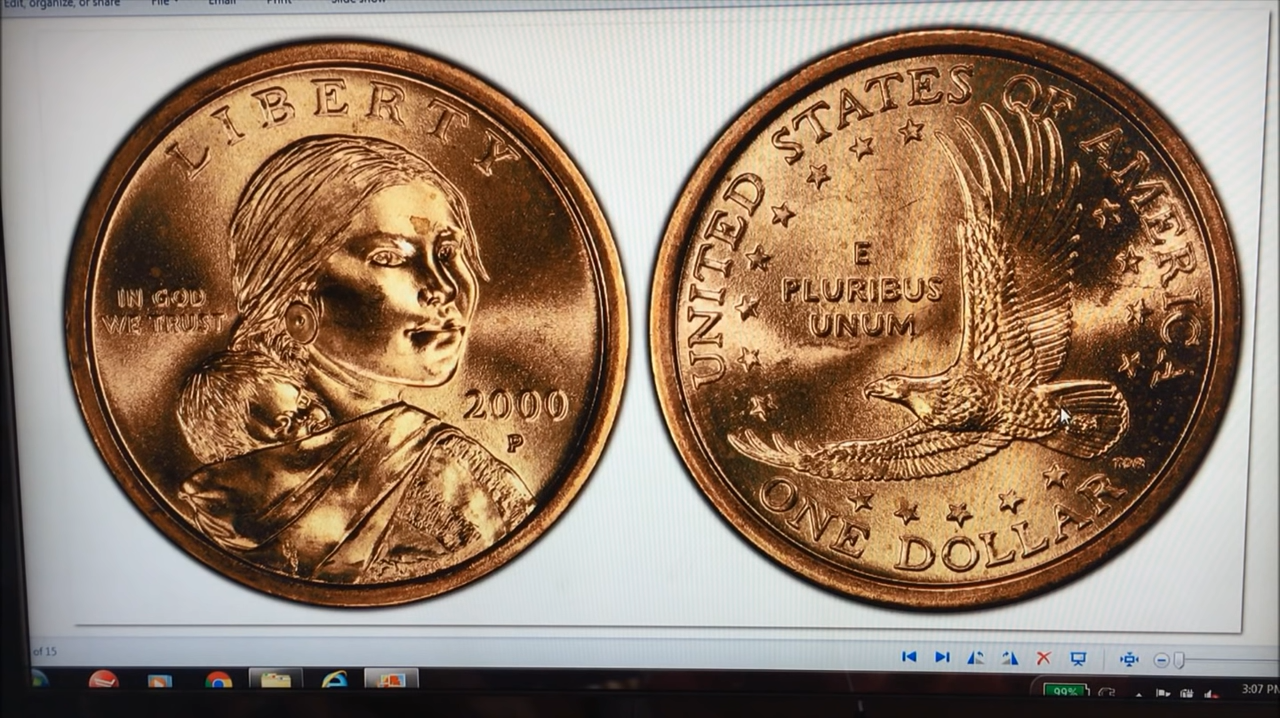 Edit, organize, or share
File
Email
Print
Slide show
LIBERTY
IN GOD
WE TRUST
2000
P
UNITED STATES OF AMERICA
E
PLURIBUS
UNUM
ONE DOLLAR
of 15
99%
3:07 PM